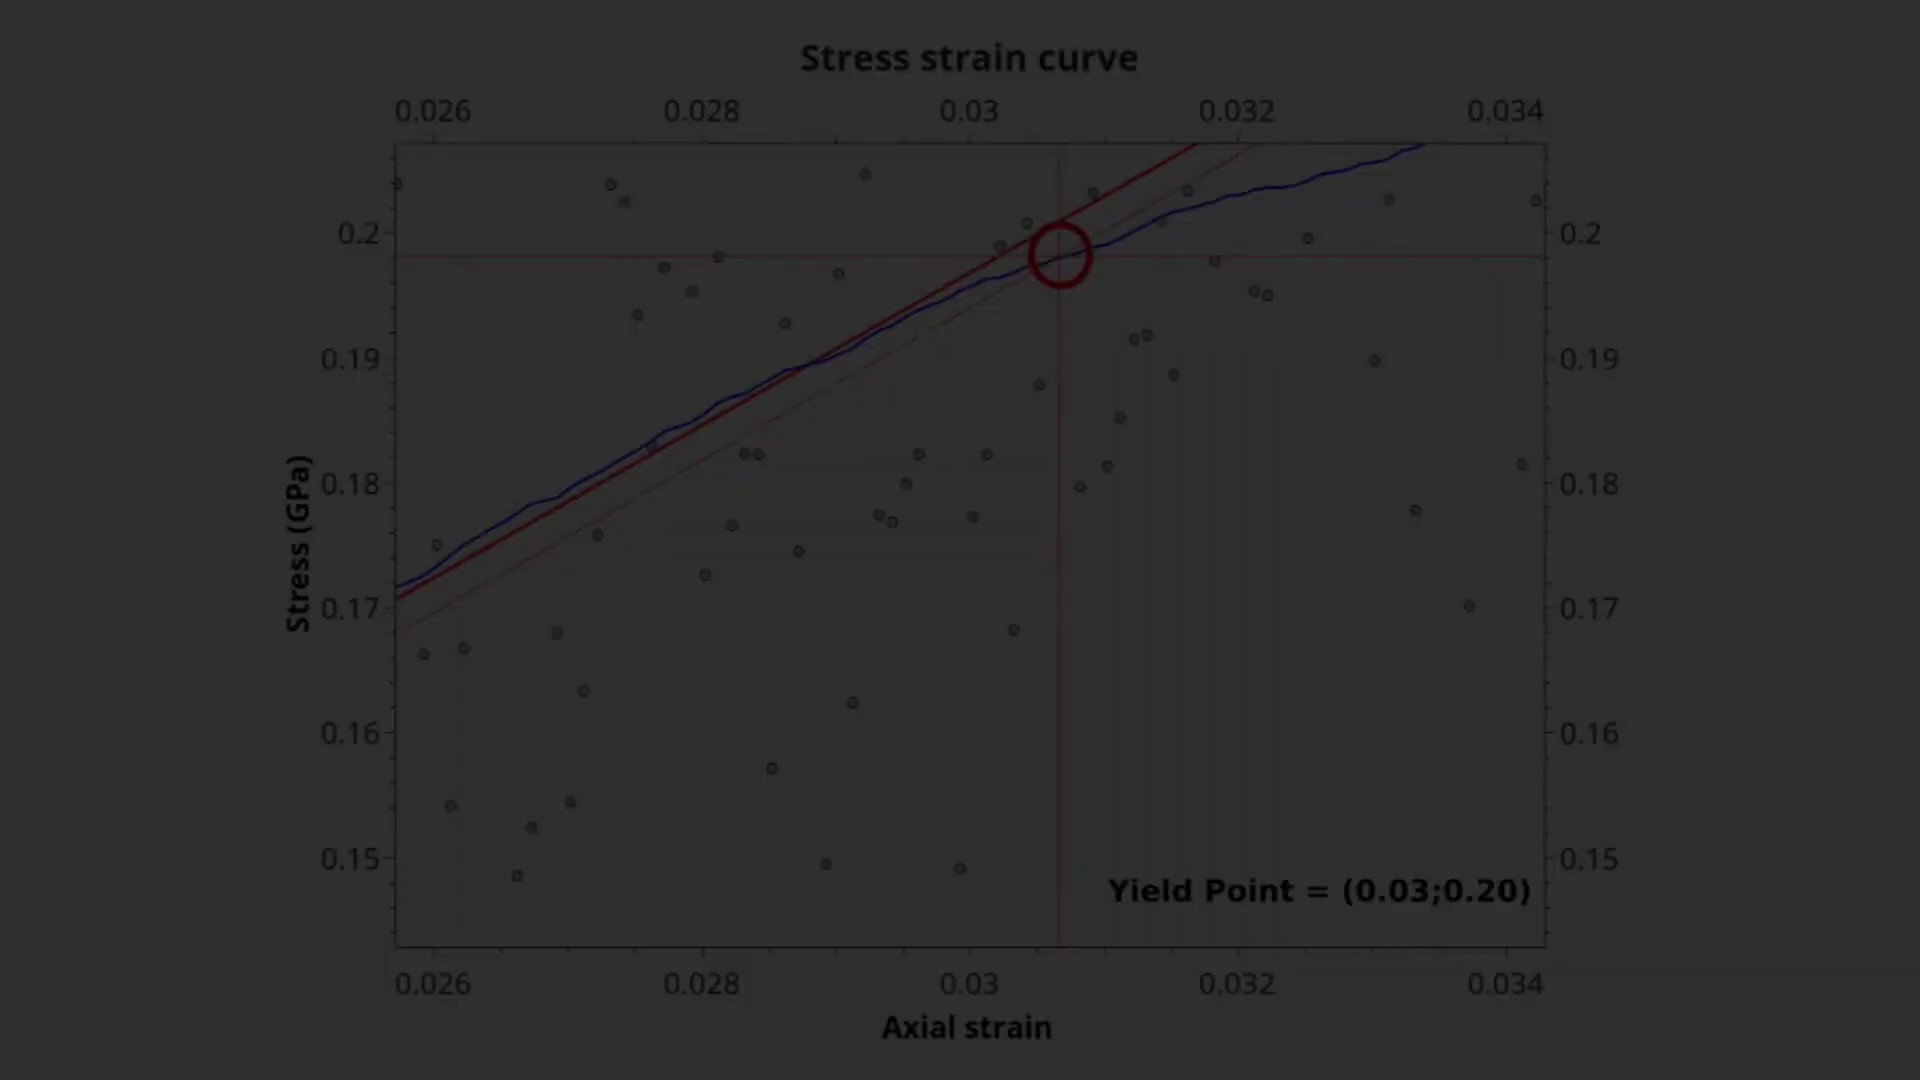 Stress strain curve
0.026 0.028 0.03 0.032 0.034
0.2 0.2
0.19 0.19
0.18 0.18
0.17 0.17
0.16 0.16
0.15 0.15
Stress (GPa)
Yield Point = (0.03;0.20)
0.026 0.028 0.03 0.032 0.034
Axial strain